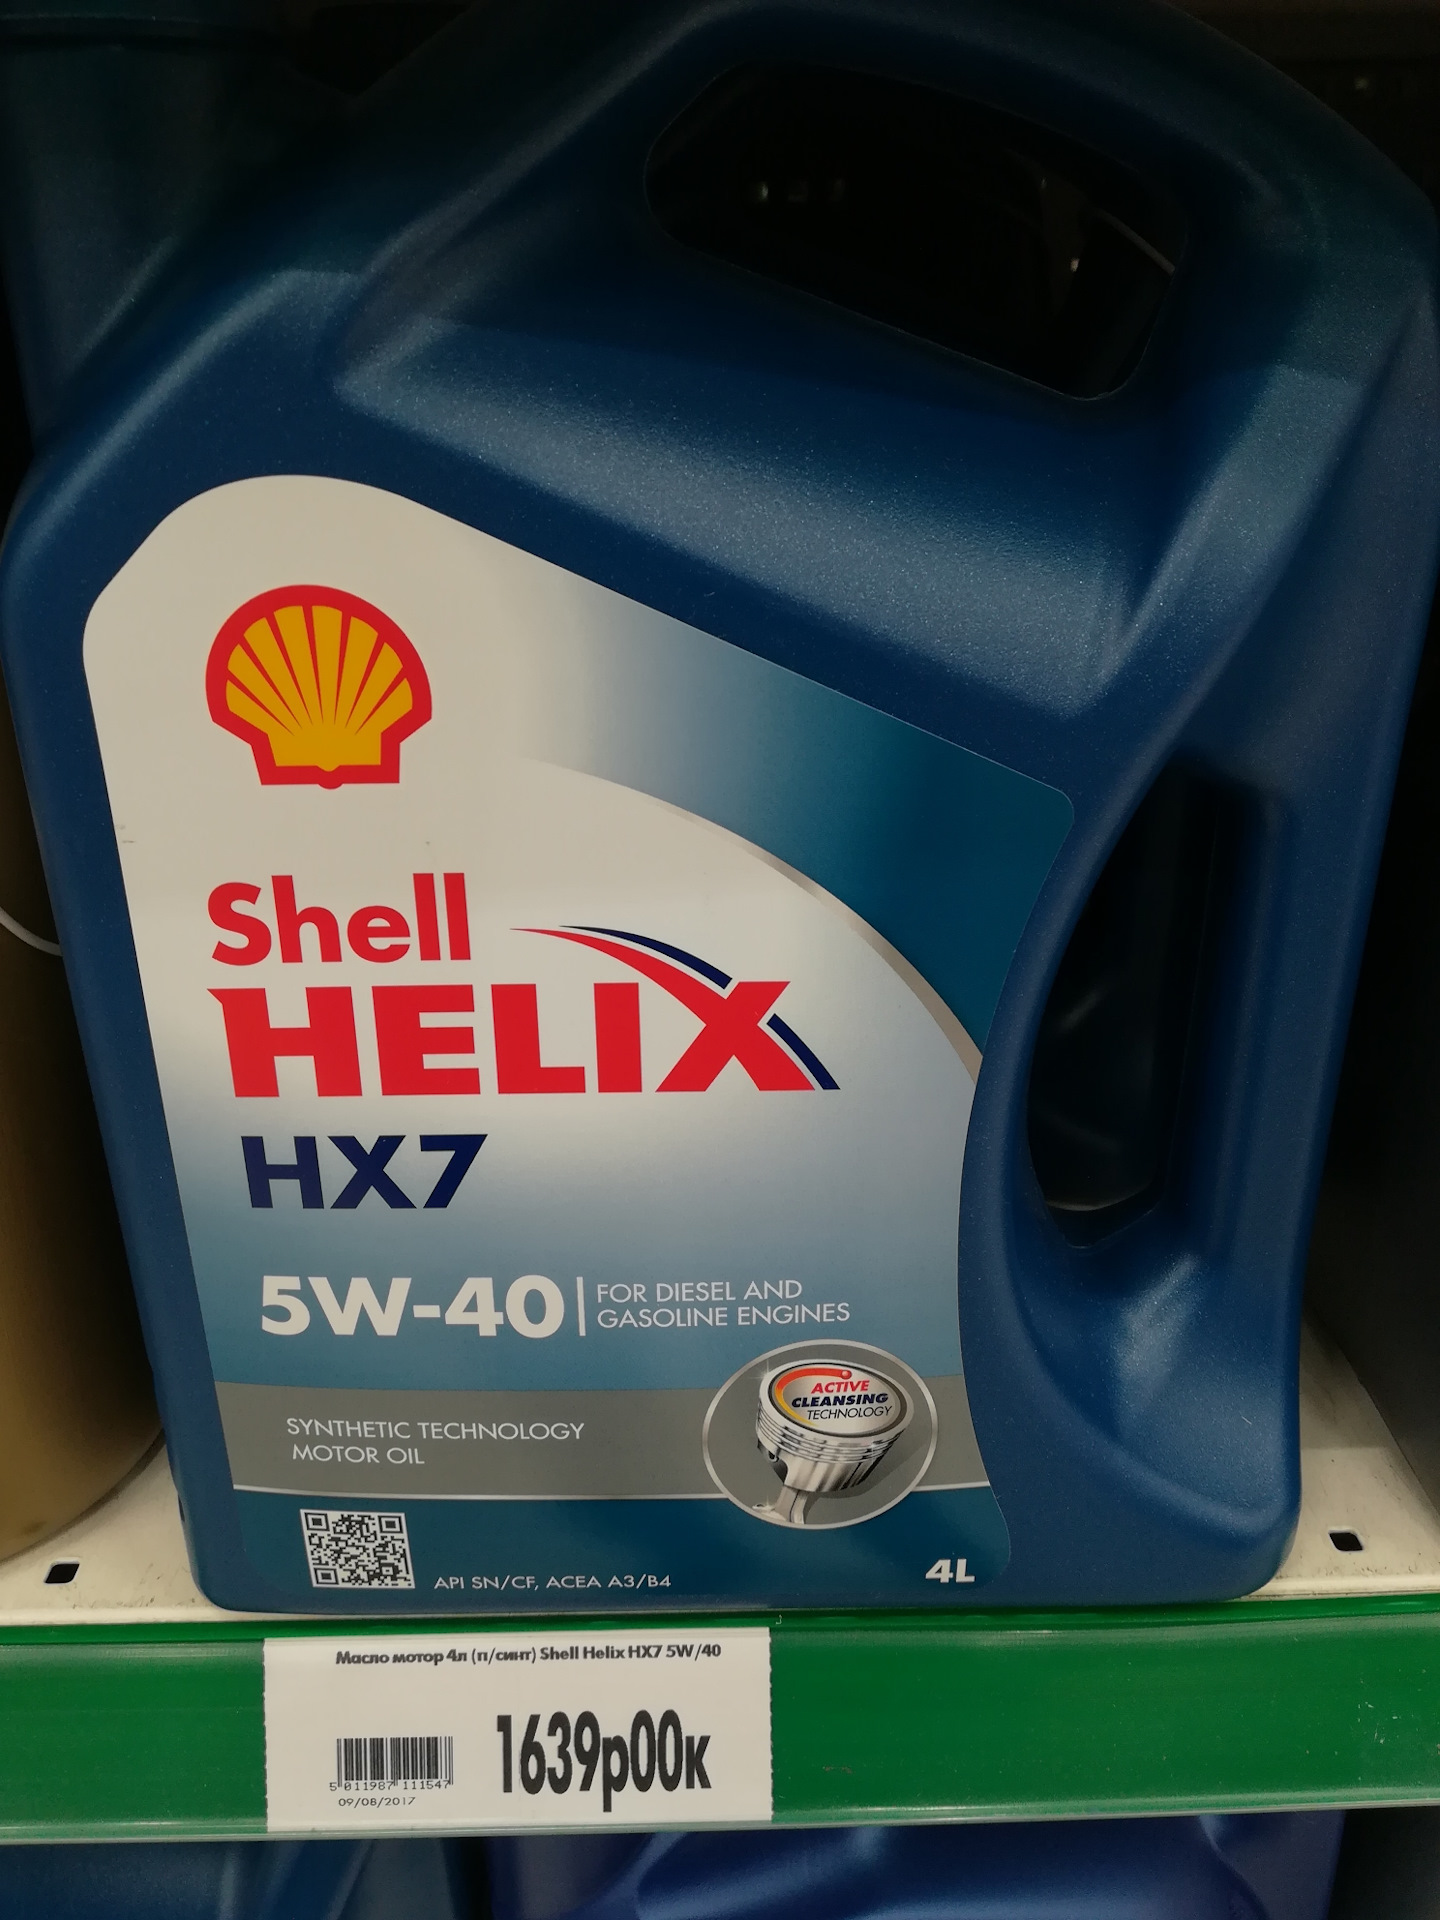 Shell
HELIX
HX7
5W-40
FOR DIESEL AND
GASOLINE ENGINES
ACTIVE
CLEANSING
TECHNOLOGY
SYNTHETIC TECHNOLOGY
MOTOR OIL
API SN/CF, ACEA A3/B4
4L
Масло мотор 4л (п/синт) Shell Helix HX7 5W/40
1639р00к
5 011987 111547
09/08/2017